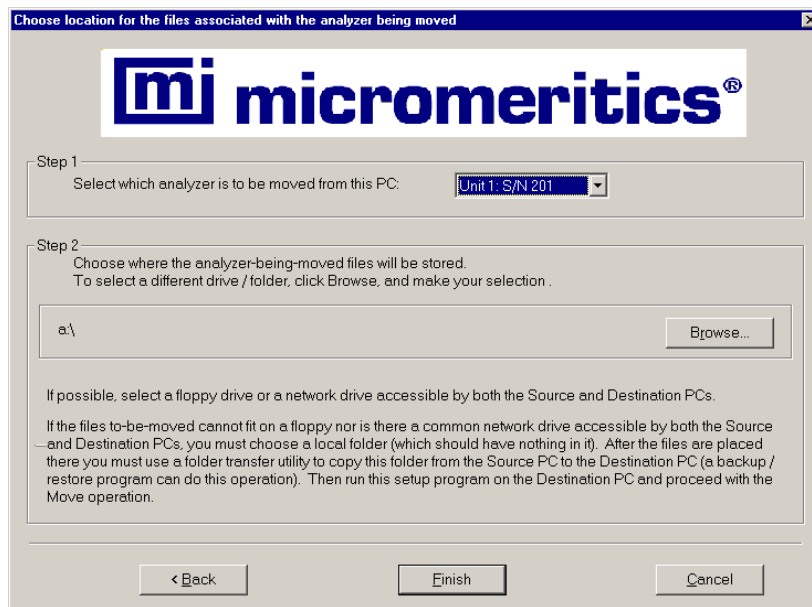 Choose location for the files associated with the analyzer being moved
mi micromeritics®
Step 1
Select which analyzer is to be moved from this PC:
Unit 1: S/N 201
Step 2
Choose where the analyzer-being-moved files will be stored.
To select a different drive / folder, click Browse, and make your selection .
a:\
Browse...
If possible, select a floppy drive or a network drive accessible by both the Source and Destination PCs.
If the files to-be-moved cannot fit on a floppy nor is there a common network drive accessible by both the Source
and Destination PCs, you must choose a local folder (which should have nothing in it). After the files are placed
there you must use a folder transfer utility to copy this folder from the Source PC to the Destination PC (a backup /
restore program can do this operation). Then run this setup program on the Destination PC and proceed with the
Move operation.
< Back
Finish
Cancel